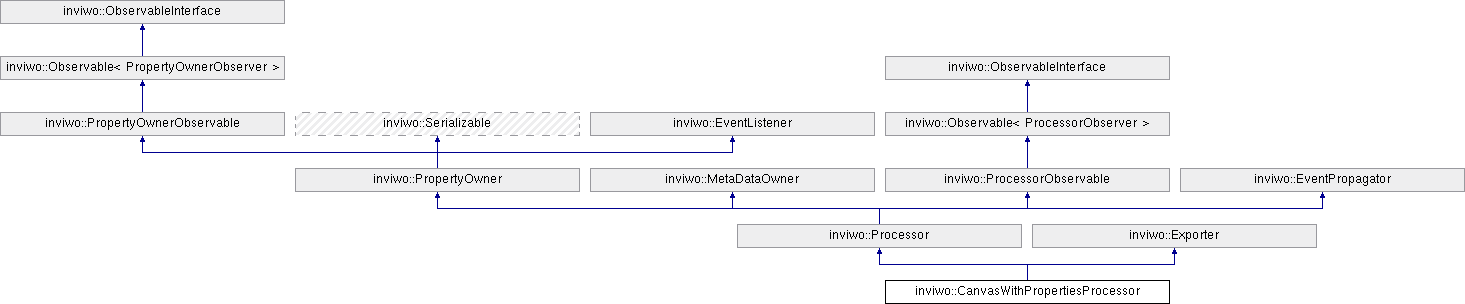 inviwo::ObservableInterface
inviwo::Observable< PropertyOwnerObserver >
inviwo::ObservableInterface
inviwo::PropertyOwnerObservable
inviwo::Serializable
inviwo::EventListener
inviwo::Observable< ProcessorObserver >
inviwo::PropertyOwner
inviwo::MetaDataOwner
inviwo::ProcessorObservable
inviwo::EventPropagator
inviwo::Processor
inviwo::Exporter
inviwo::CanvasWithPropertiesProcessor